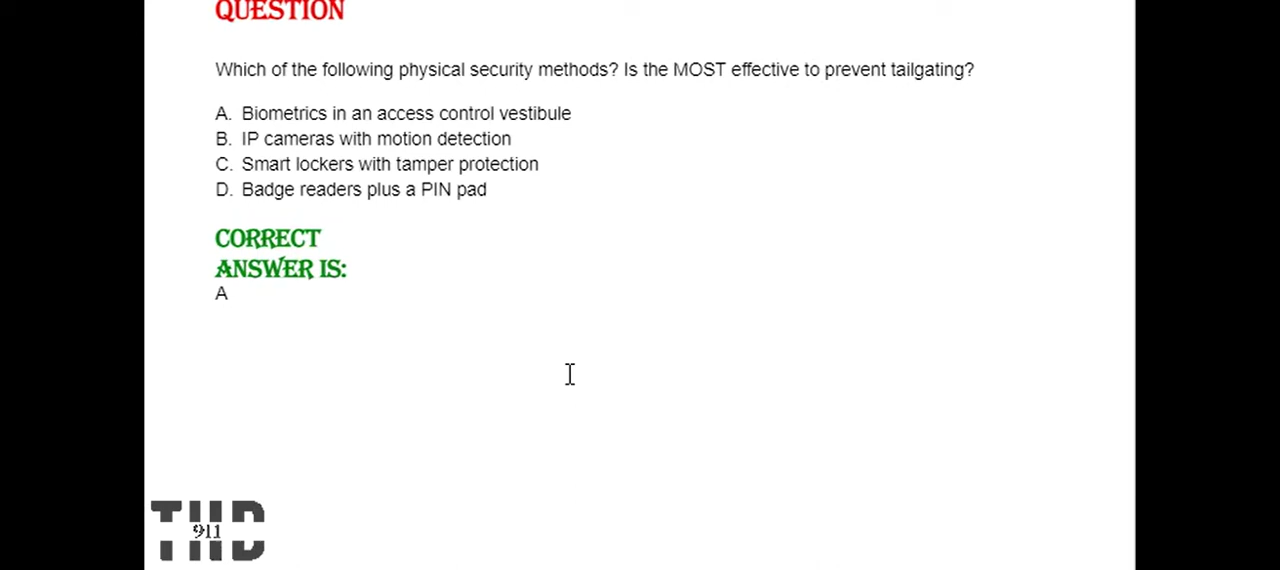 QUESTION
Which of the following physical security methods? Is the MOST effective to prevent tailgating?
A. Biometrics in an access control vestibule
B. IP cameras with motion detection
C. Smart lockers with tamper protection
D. Badge readers plus a PIN pad
CORRECT
ANSWER IS:
A
THD
911